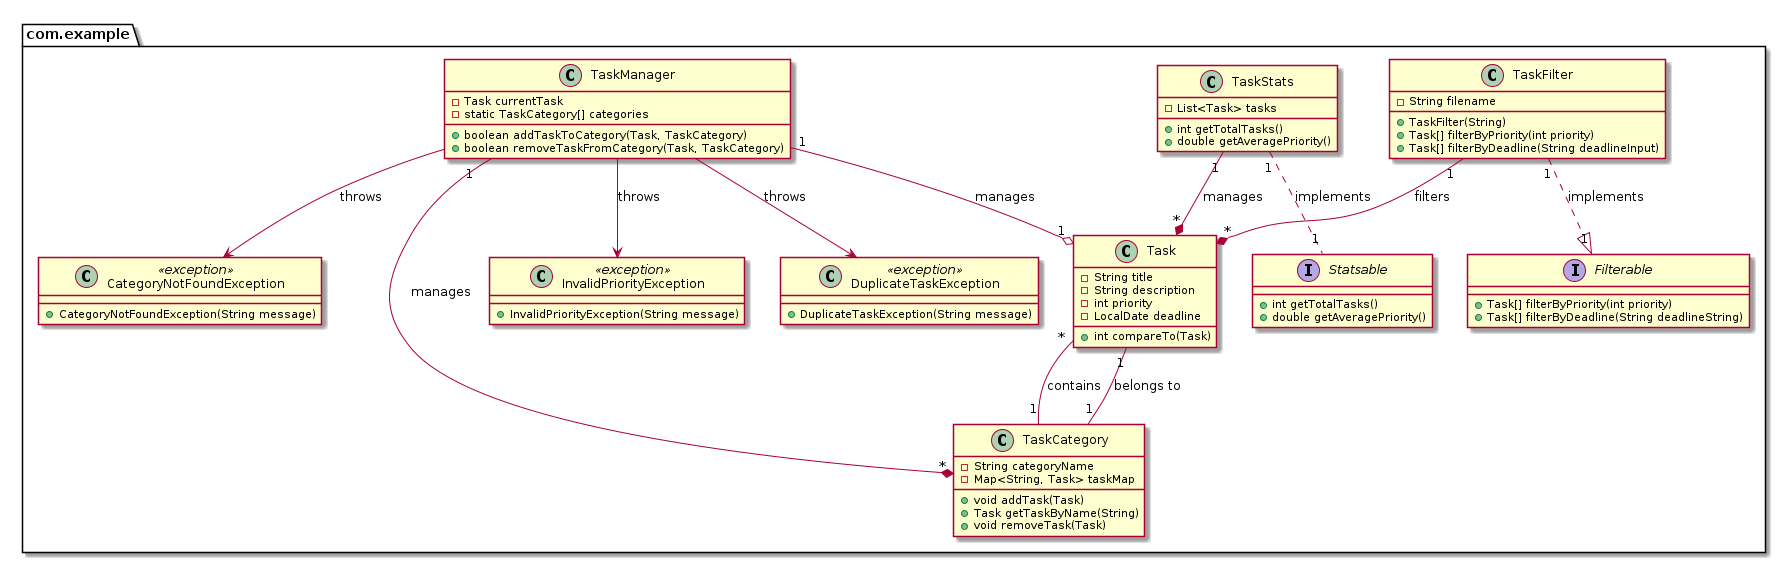 com.example
C TaskManager
Task currentTask
static TaskCategory[] categories
boolean addTaskToCategory(Task, TaskCategory)
boolean removeTaskFromCategory(Task, TaskCategory)
C TaskStats
List<Task> tasks
int getTotalTasks()
double getAveragePriority()
C TaskFilter
String filename
TaskFilter(String)
Task[] filterByPriority(int priority)
Task[] filterByDeadline(String deadlineInput)
1
1
1
1
1
1
throws
throws
throws
manages
manages
implements
filters
implements
1
*
*
1
1
C «exception»
CategoryNotFoundException
CategoryNotFoundException(String message)
C «exception»
InvalidPriorityException
InvalidPriorityException(String message)
C «exception»
DuplicateTaskException
DuplicateTaskException(String message)
C Task
String title
String description
int priority
LocalDate deadline
int compareTo(Task)
I Statsable
int getTotalTasks()
double getAveragePriority()
I Filterable
Task[] filterByPriority(int priority)
Task[] filterByDeadline(String deadlineString)
manages
*
1
contains
belongs to
1
1
*
C TaskCategory
String categoryName
Map<String, Task> taskMap
void addTask(Task)
Task getTaskByName(String)
void removeTask(Task)